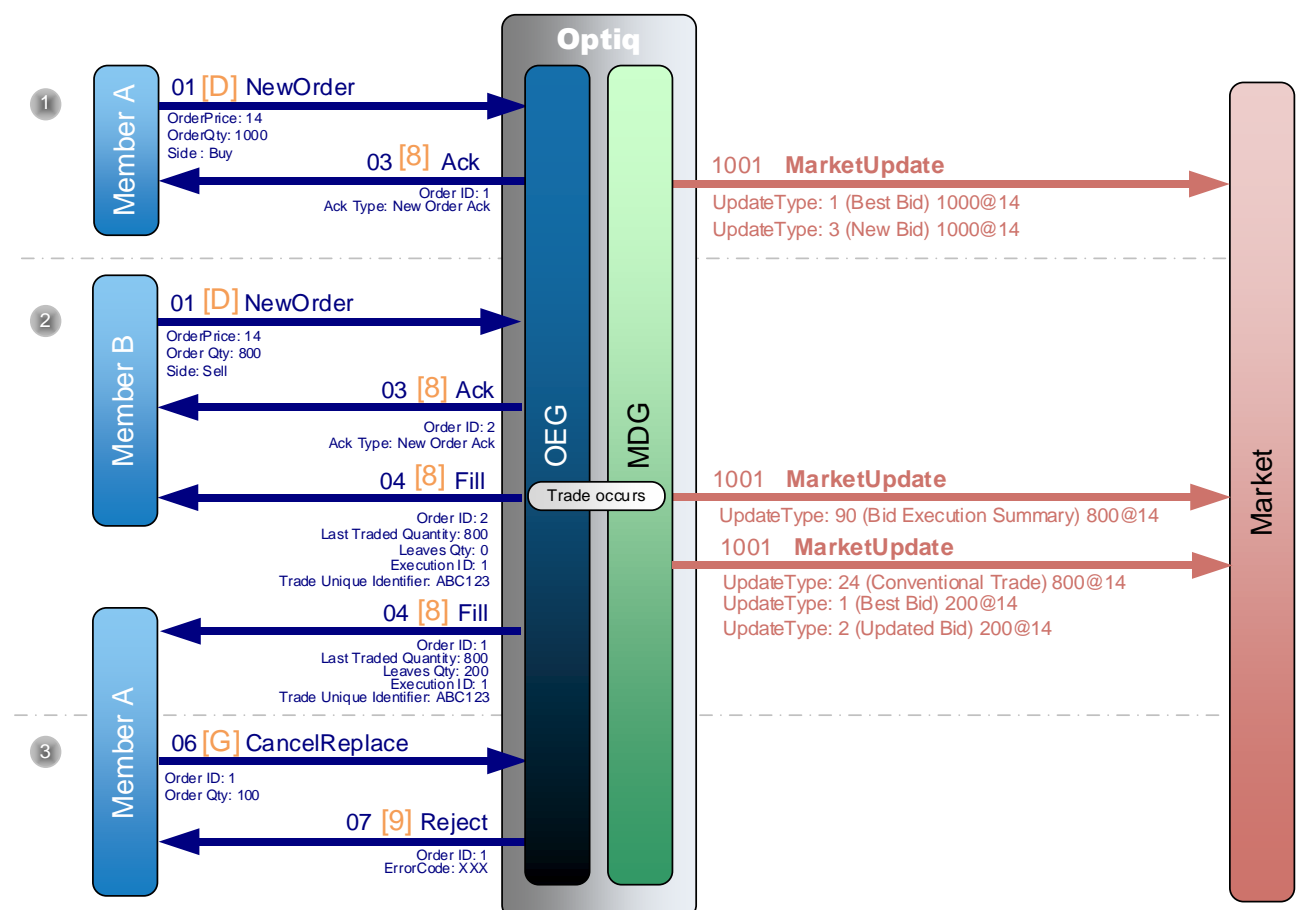 Optiq
1
Member A
01 [D] NewOrder
OrderPrice: 14
OrderQty: 1000
Side : Buy
03 [8] Ack
Order ID: 1
Ack Type: New Order Ack
1001 MarketUpdate
UpdateType: 1 (Best Bid) 1000@14
UpdateType: 3 (New Bid) 1000@14
2
Member B
01 [D] NewOrder
OrderPrice: 14
Order Qty: 800
Side: Sell
03 [8] Ack
Order ID: 2
Ack Type: New Order Ack
OEG
MDG
Market
04 [8] Fill
Trade occurs
Order ID: 2
Last Traded Quantity: 800
Leaves Qty: 0
Execution ID: 1
Trade Unique Identifier: ABC123
1001 MarketUpdate
UpdateType: 90 (Bid Execution Summary) 800@14
1001 MarketUpdate
UpdateType: 24 (Conventional Trade) 800@14
UpdateType: 1 (Best Bid) 200@14
UpdateType: 2 (Updated Bid) 200@14
Member A
04 [8] Fill
Order ID: 1
Last Traded Quantity: 800
Leaves Qty: 200
Execution ID: 1
Trade Unique Identifier: ABC123
3
06 [G] CancelReplace
Order ID: 1
Order Qty: 100
07 [9] Reject
Order ID: 1
ErrorCode: XXX